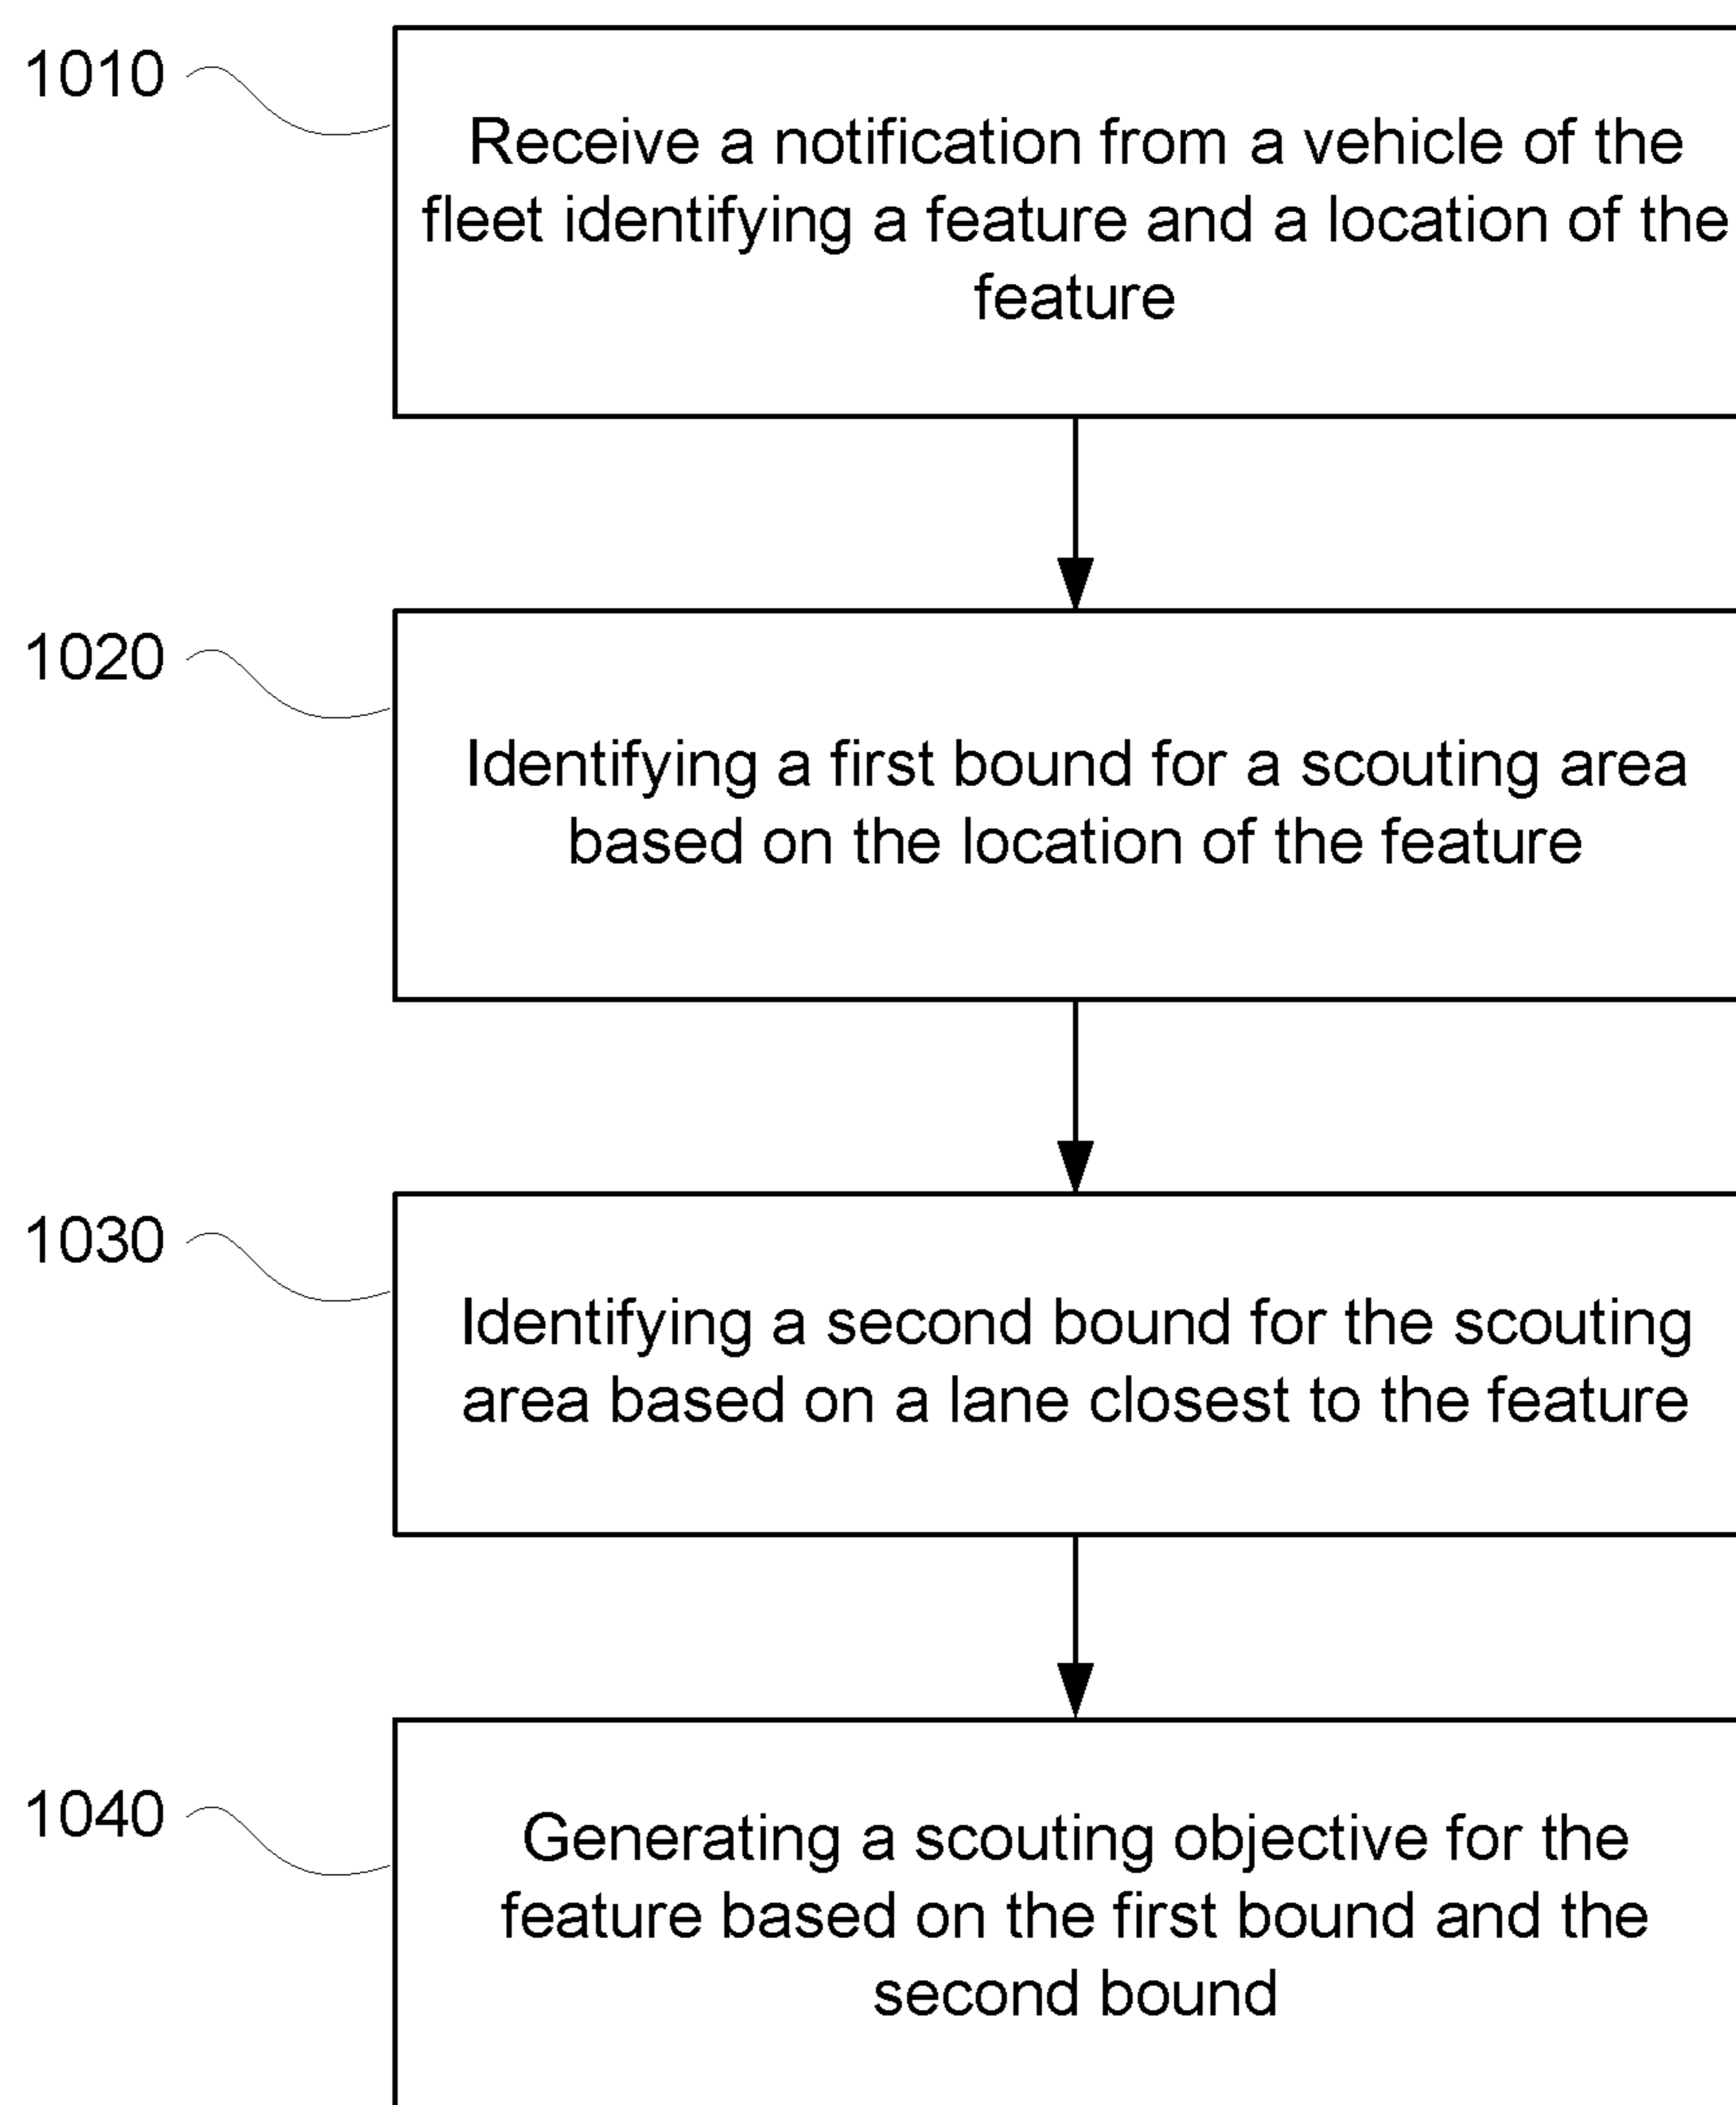 1010
Receive a notification from a vehicle of the
fleet identifying a feature and a location of the
feature
1020
Identifying a first bound for a scouting area
based on the location of the feature
1030
Identifying a second bound for the scouting
area based on a lane closest to the feature
1040
Generating a scouting objective for the
feature based on the first bound and the
second bound